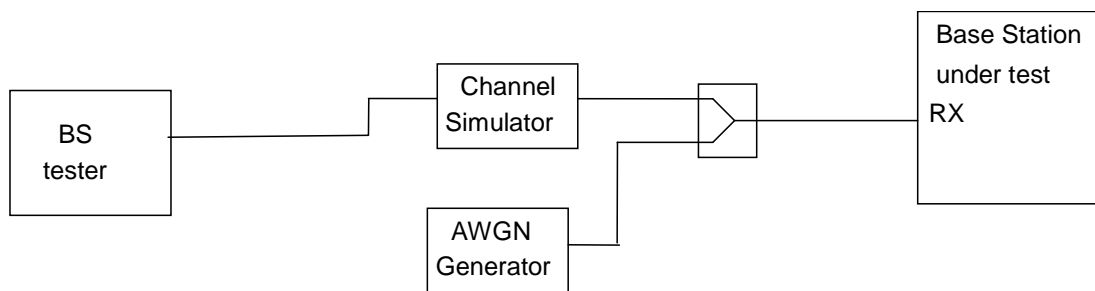 BS
tester
Channel
Simulator
AWGN
Generator
Base Station
under test
RX